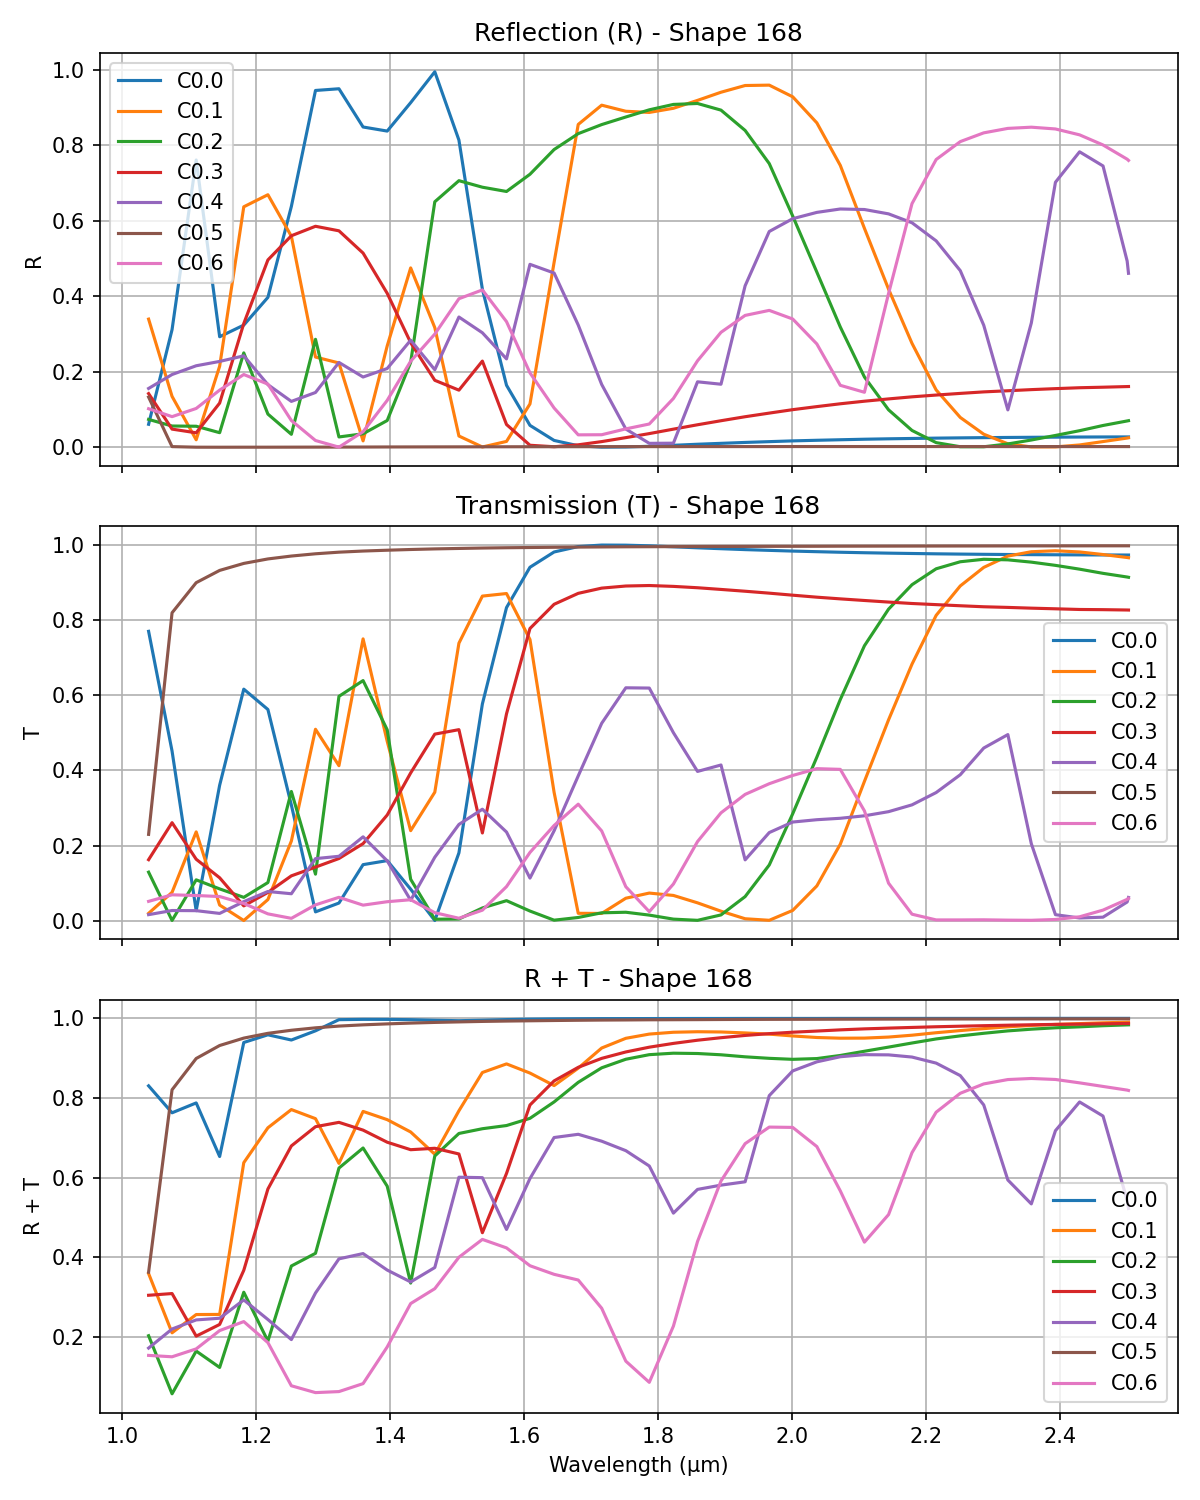 Reflection (R) - Shape 168
1.0
0.8
0.6
0.4
0.2
0.0
R
C0.0
C0.1
C0.2
C0.3
C0.4
C0.5
C0.6
Transmission (T) - Shape 168
1.0
0.8
0.6
0.4
0.2
0.0
T
C0.0
C0.1
C0.2
C0.3
C0.4
C0.5
C0.6
R + T - Shape 168
1.0
0.8
0.6
0.4
0.2
R + T
C0.0
C0.1
C0.2
C0.3
C0.4
C0.5
C0.6
1.0 1.2 1.4 1.6 1.8 2.0 2.2 2.4
Wavelength (μm)